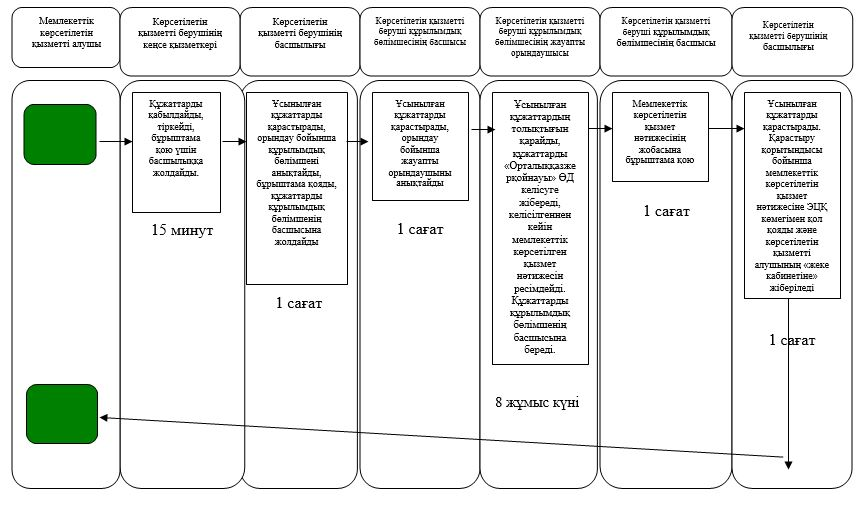 Мемлекеттік
көрсетілетін
қызметті алушы
Көрсетілетін
қызметті берушінің
кеңсе қызметкері
Көрсетілетін
қызметті берушінің
басшылығы
Көрсетілетін қызметті
беруші құрылымдық
бөлімшесінің басшысы
Көрсетілетін қызметті
беруші құрылымдық
бөлімшесінің жауапты
орындаушысы
Көрсетілетін қызметті
беруші құрылымдық
бөлімшесінің басшысы
Көрсетілетін
қызметті берушінің
басшылығы
Құжаттарды
қабылдайды,
тіркейді,
бұрыштама
қою үшін
басшылыққа
жолдайды.
15 минут
Ұсынылған
құжаттарды
қарастырады,
орындау бойынша
құрылымдық
бөлімшені
анықтайды,
бұрыштама қояды,
құжаттарды
құрылымдық
бөлімшенің
басшысына
жолдайды
1 сағат
Ұсынылған
құжаттарды
қарастырады,
орындау
бойынша
жауапты
орындаушыны
анықтайды
1 сағат
Ұсынылған
құжаттардың
толықтығын
қарайды,
құжаттарды
«Орталыққазже
рқойнауы» ӨД
келісуге
жібереді,
келісілгеннен
кейін
мемлекеттік
көрсетілген
қызмет
нәтижесін
ресімдейді.
Құжаттарды
құрылымдық
бөлімшенің
басшысына
береді.
8 жұмыс күні
Мемлекеттік
көрсетілетін
қызмет
нәтижесінің
жобасына
бұрыштама қою
1 сағат
Ұсынылған
құжаттарды
қарастырады.
Қарастыру
қорытындысы
бойынша
мемлекеттік
көрсетілетін
қызмет
нәтижесіне ЭЦҚ
көмегімен қол
қояды және
көрсетілетін
қызметті
алушының «жеке
кабинетіне»
жіберіледі
1 сағат